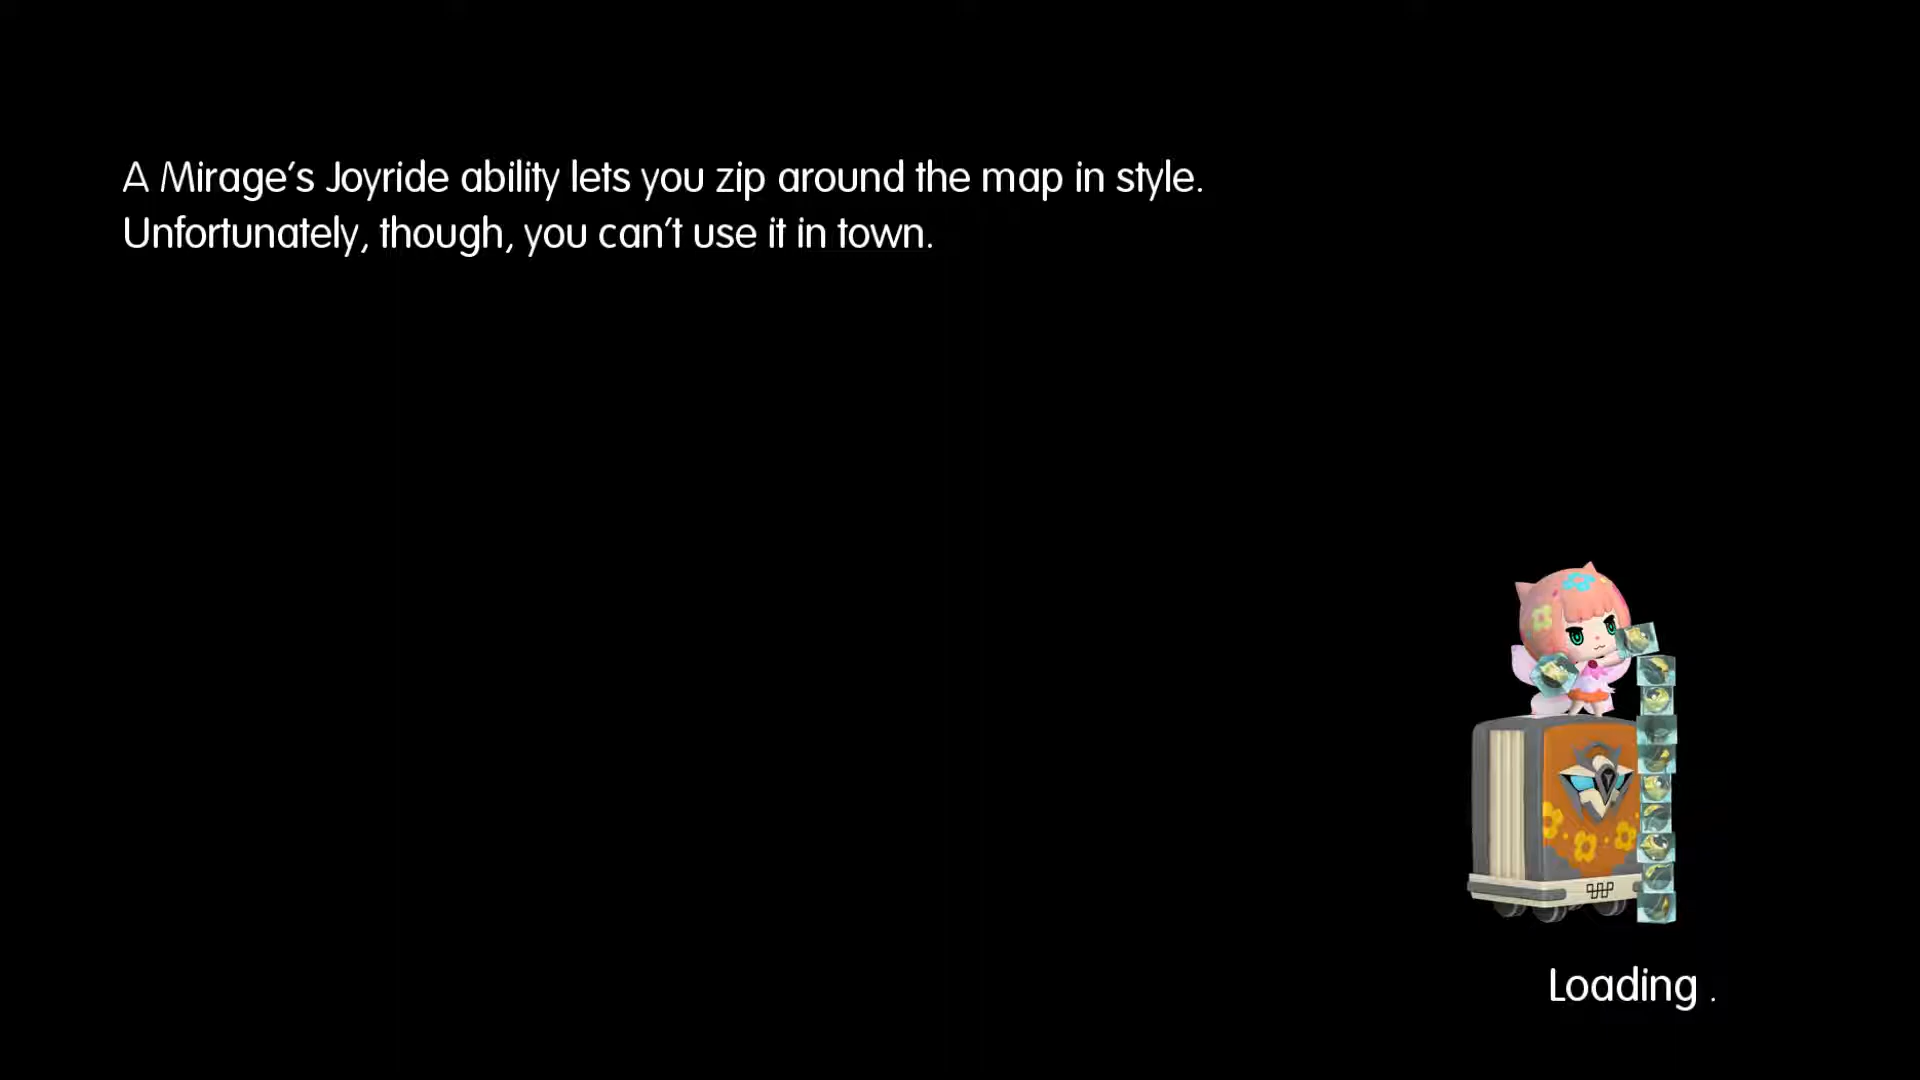 A Mirage's Joyride ability lets you zip around the map in style.
Unfortunately, though, you can't use it in town.
Loading .